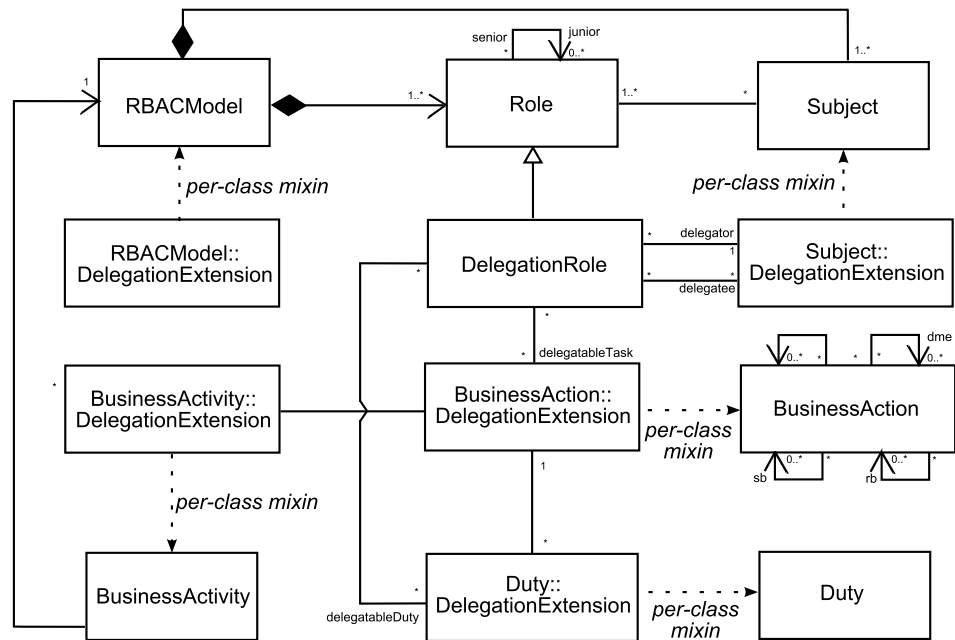 senior
junior
*
0..*
1..*
1
RBACModel
1..*
Role
1..*
*
Subject
per-class mixin
per-class mixin
RBACModel::
DelegationExtension
*
DelegationRole
*
delegator
1
*
*
delegatee
Subject::
DelegationExtension
*
*
delegatableTask
*
BusinessActivity::
DelegationExtension
BusinessAction::
DelegationExtension
per-class
mixin
0..*
*
*
*
dme
0..*
BusinessAction
sb
0..*
*
rb
0..*
*
1
per-class mixin
*
BusinessActivity
*
delegatableDuty
Duty::
DelegationExtension
per-class
mixin
Duty